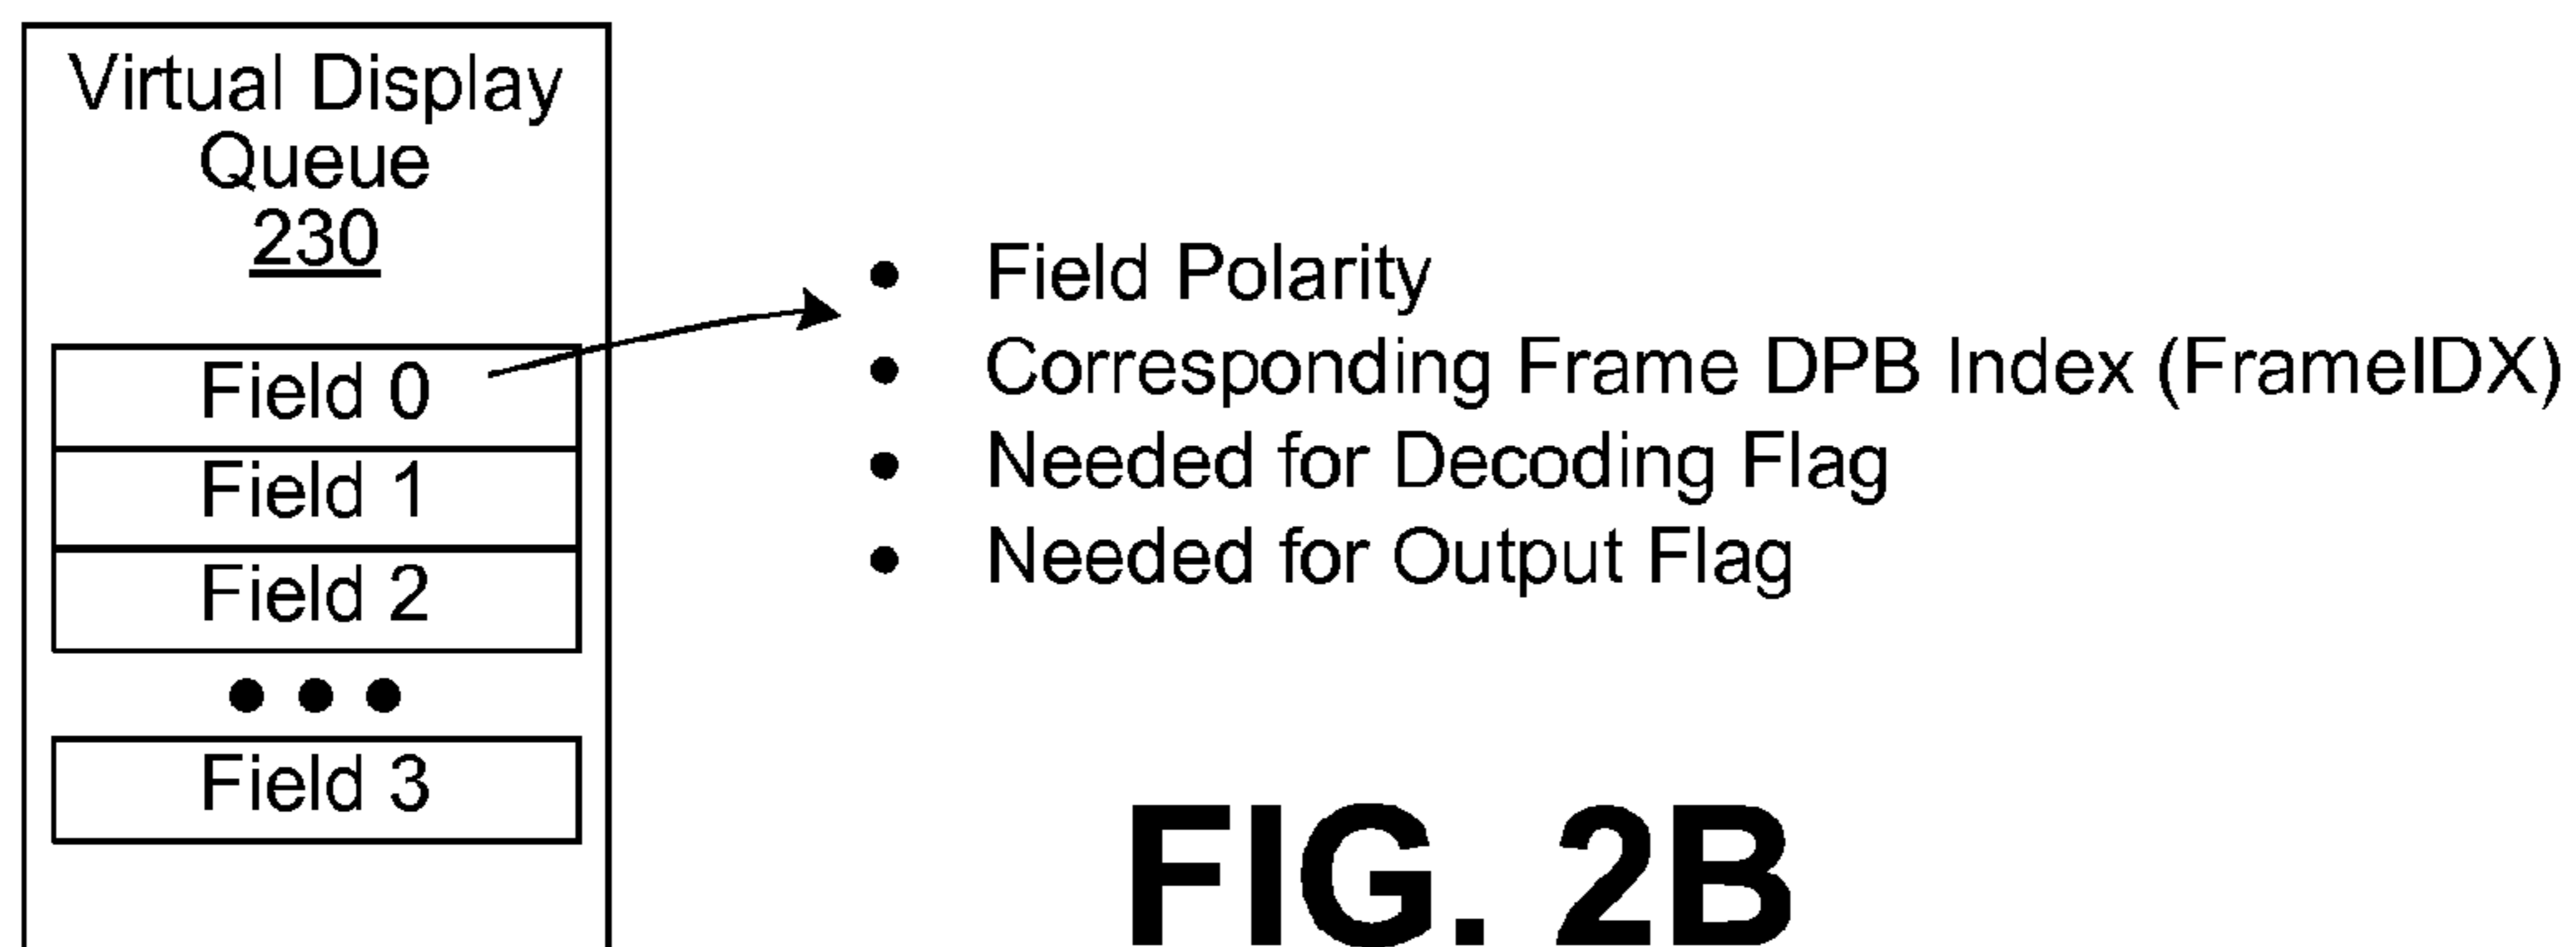 Virtual Display
Queue
230
Field 0
Field 1
Field 2
• • •
Field 3
• Field Polarity
• Corresponding Frame DPB Index (FrameIDX)
• Needed for Decoding Flag
• Needed for Output Flag
FIG. 2B